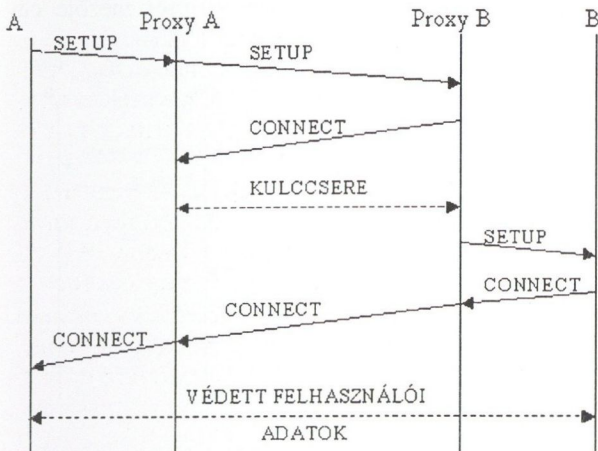 A Proxy A Proxy B B
SETUP
SETUP
CONNECT
KULCCSERE
SETUP
CONNECT
CONNECT
CONNECT
VÉDETT FELHASZNÁLÓI
ADATOK